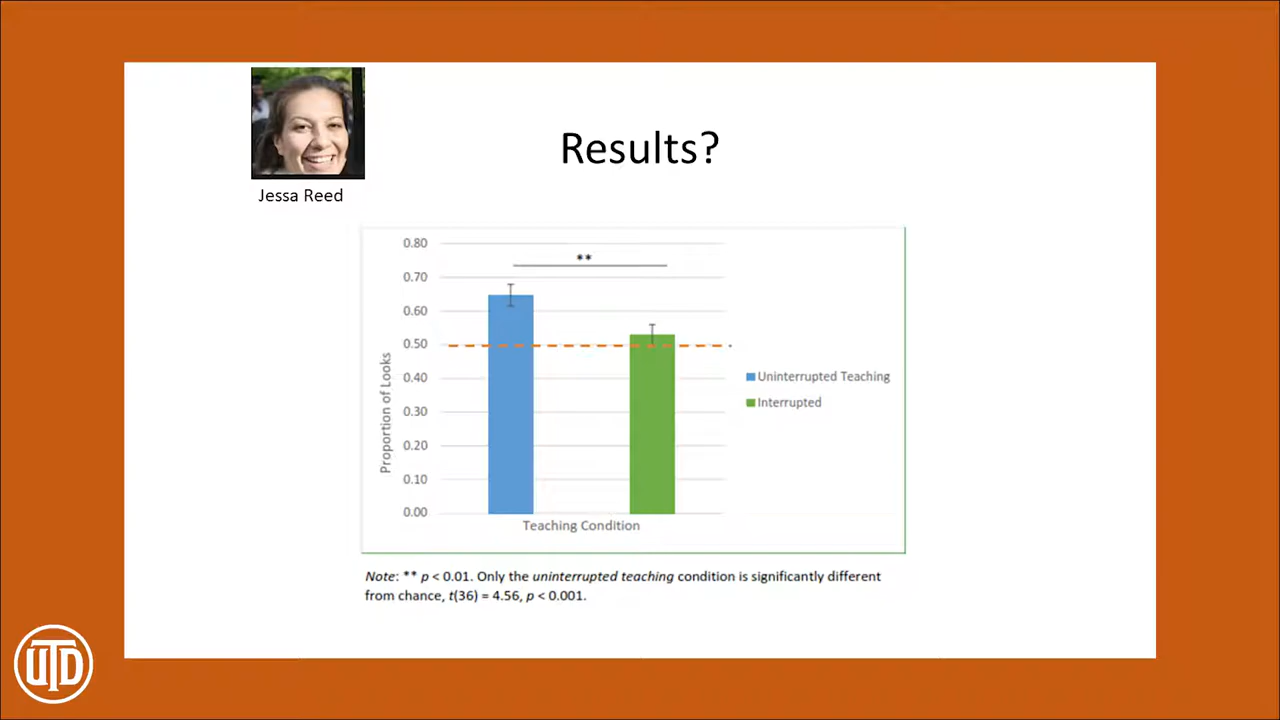 Results?
Jessa Reed
0.80
**
0.70
0.60
0.50
0.40
0.30
0.20
0.10
0.00
Proportion of Looks
Teaching Condition
Uninterrupted Teaching
Interrupted
Note: ** p < 0.01. Only the uninterrupted teaching condition is significantly different
from chance, t(36) = 4.56, p < 0.001.
UTD